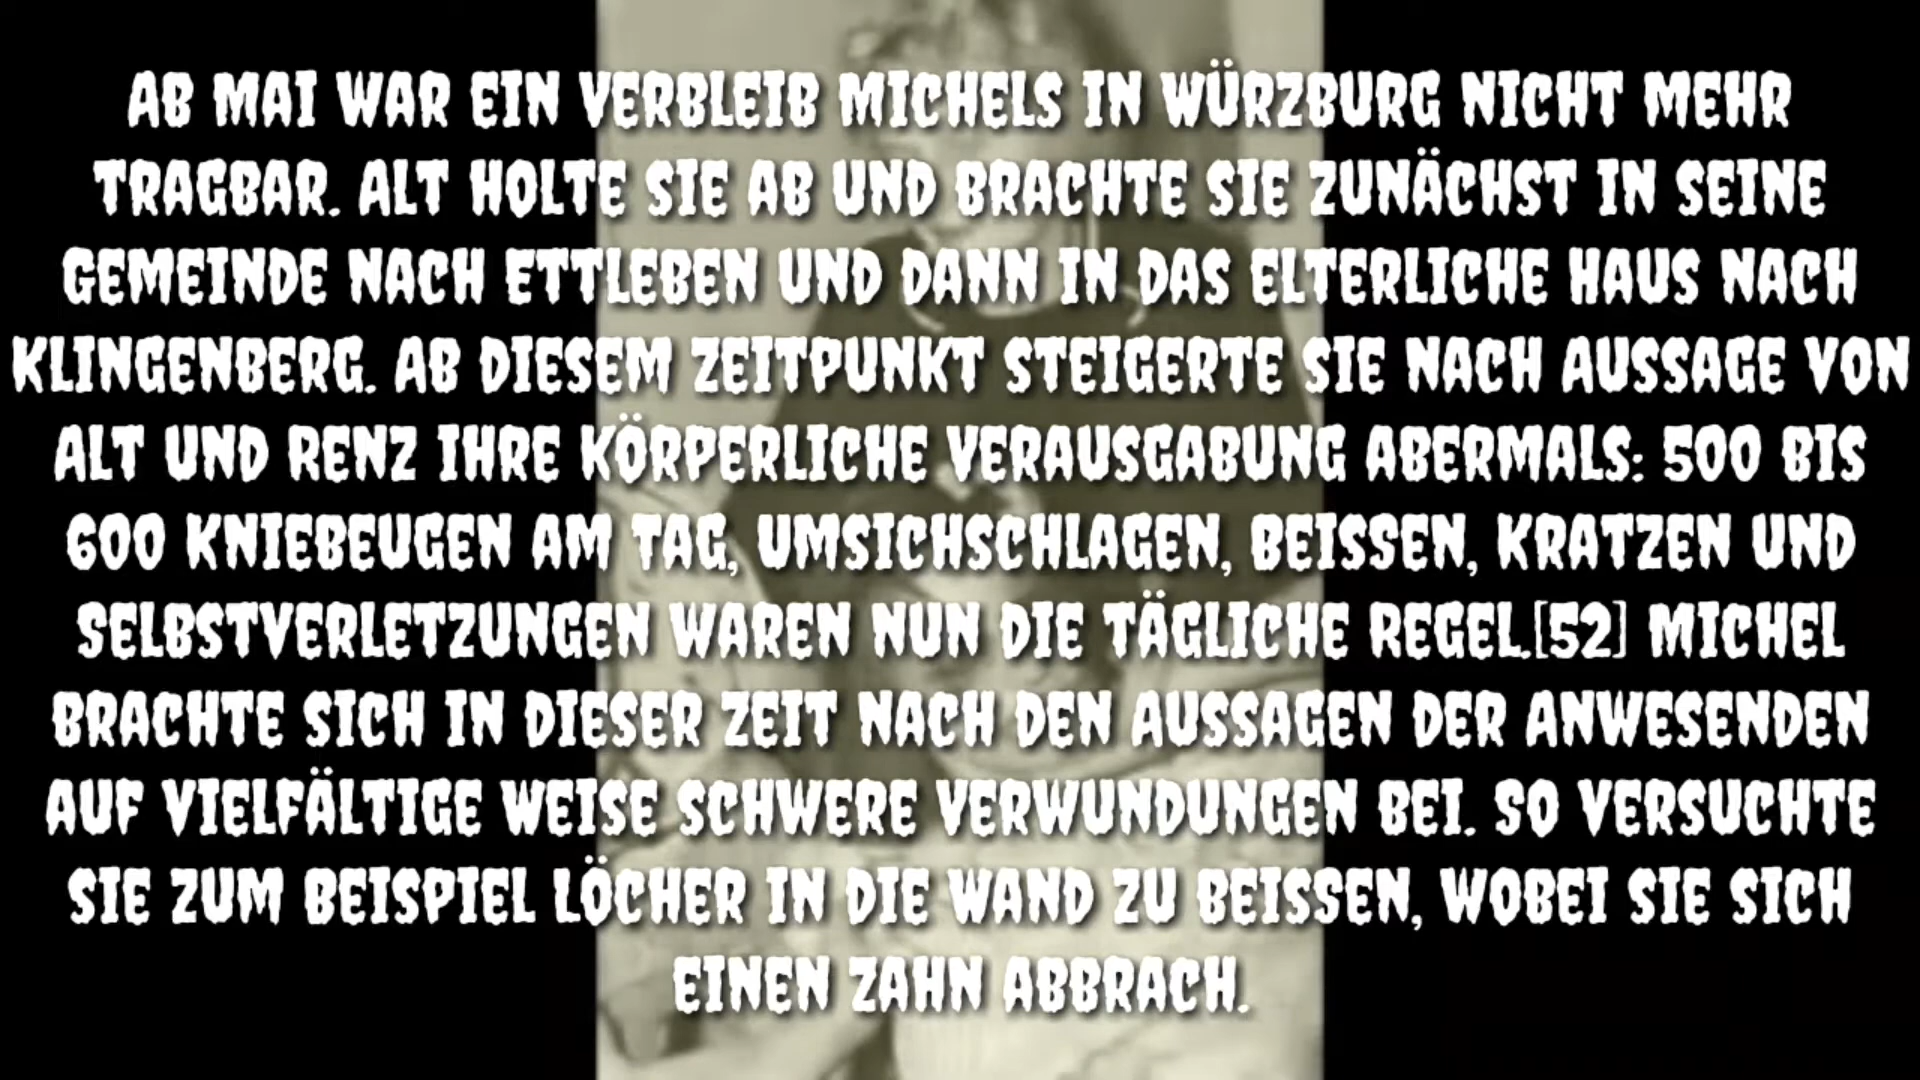 AB MAI WAR EIN VERBLEIB MICHELS IN WÜRZBURG NICHT MEHR
TRAGBAR. ALT HOLTE SIE AB UND BRACHTE SIE ZUNÄCHST IN SEINE
GEMEINDE NACH ETTLEBEN UND DANN IN DAS ELTERLICHE HAUS NACH
KLINGENBERG. AB DIESEM ZEITPUNKT STEIGERTE SIE NACH AUSSAGE VON
ALT UND RENZ IHRE KÖRPERLICHE VERAUSGABUNG ABERMALS: 500 BIS
600 KNIEBEUGEN AM TAG, UMSICHSCHLAGEN, BEISSEN, KRATZEN UND
SELBSTVERLETZUNGEN WAREN NUN DIE TÄGLICHE REGEL.[52] MICHEL
BRACHTE SICH IN DIESER ZEIT NACH DEN AUSSAGEN DER ANWESENDEN
AUF VIELFÄLTIGE WEISE SCHWERE VERWUNDUNGEN BEI. SO VERSUCHTE
SIE ZUM BEISPIEL LÖCHER IN DIE WAND ZU BEISSEN, WOBEI SIE SICH
EINEN ZAHN ABBRACH.